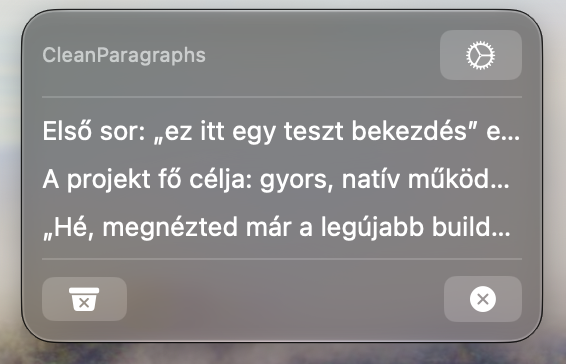 CleanParagraphs
Első sor: „ez itt egy teszt bekezdés” e...
A projekt fő célja: gyors, natív működ...
„Hé, megnézted már a legújabb build...